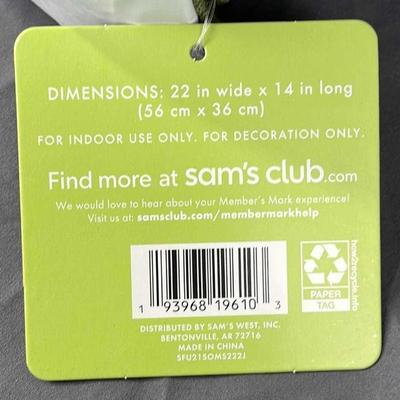 DIMENSIONS: 22 in wide x 14 in long
(56 cm x 36 cm)
FOR INDOOR USE ONLY. FOR DECORATION ONLY.
Find more at sam's club.com
We would love to hear about your Member's Mark experience!
Visit us at: samsclub.com/membermarkhelp
1 93968 19610 3
PAPER
TAG
how2recycle.info
DISTRIBUTED BY SAM'S WEST, INC.
BENTONVILLE, AR 72716
MADE IN CHINA
SFU21SOMS222J